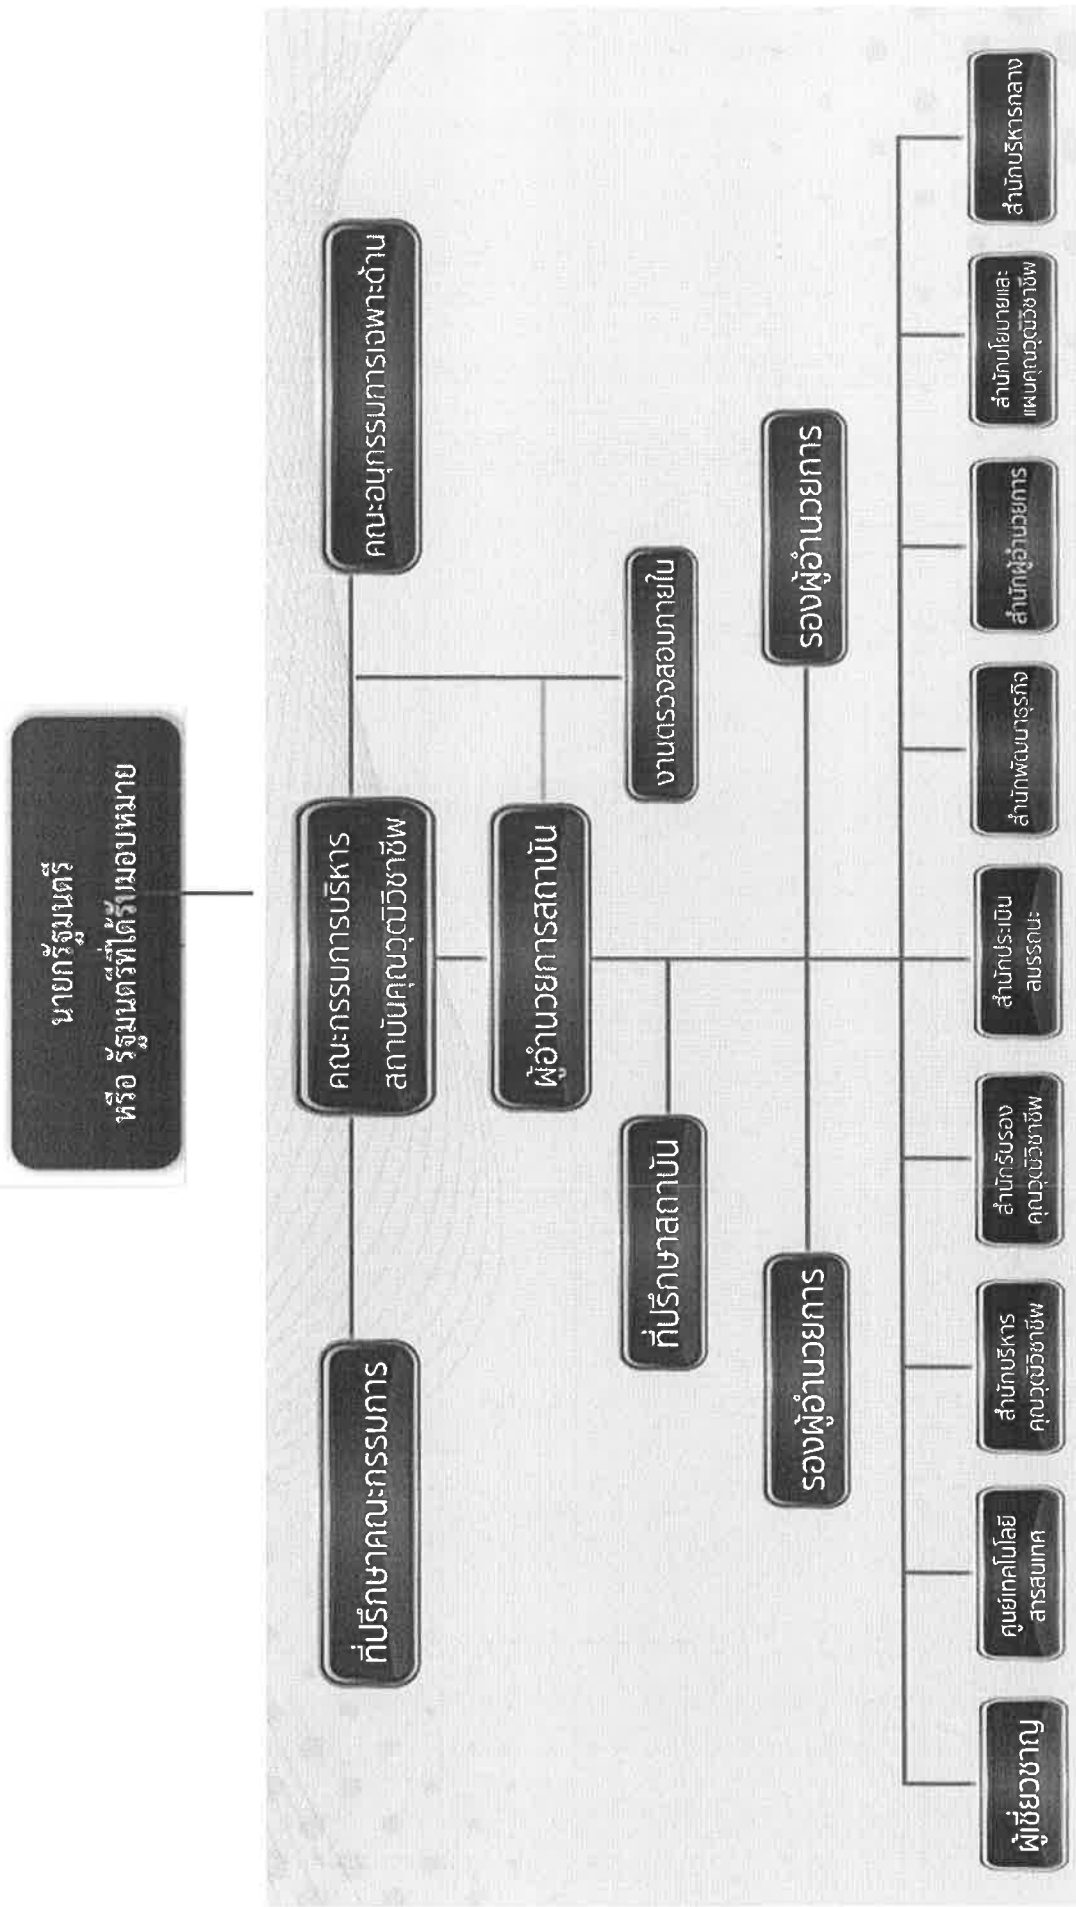 นายกรัฐมนตรี
หรือ รัฐมนตรีที่ได้รับมอบหมาย
ที่ปรึกษาคณะกรรมการ
คณะกรรมการบริหาร
สถาบันคุณวุฒิวิชาชีพ
คณะอนุกรรมการเฉพาะด้าน
ผู้อำนวยการสถาบัน
ที่ปรึกษาสถาบัน
งานตรวจสอบภายใน
รองผู้อำนวยการ
รองผู้อำนวยการ
ผู้เชี่ยวชาญ
ศูนย์เทคโนโลยี
สารสนเทศ
สำนักบริหาร
คุณวุฒิวิชาชีพ
สำนักรับรอง
คุณวุฒิวิชาชีพ
สำนักประเมิน
สมรรถนะ
สำนักพัฒนาธุรกิจ
สำนักผู้อำนวยการ
สำนักนโยบายและ
แผนคุณวุฒิวิชาชีพ
สำนักบริหารกลาง